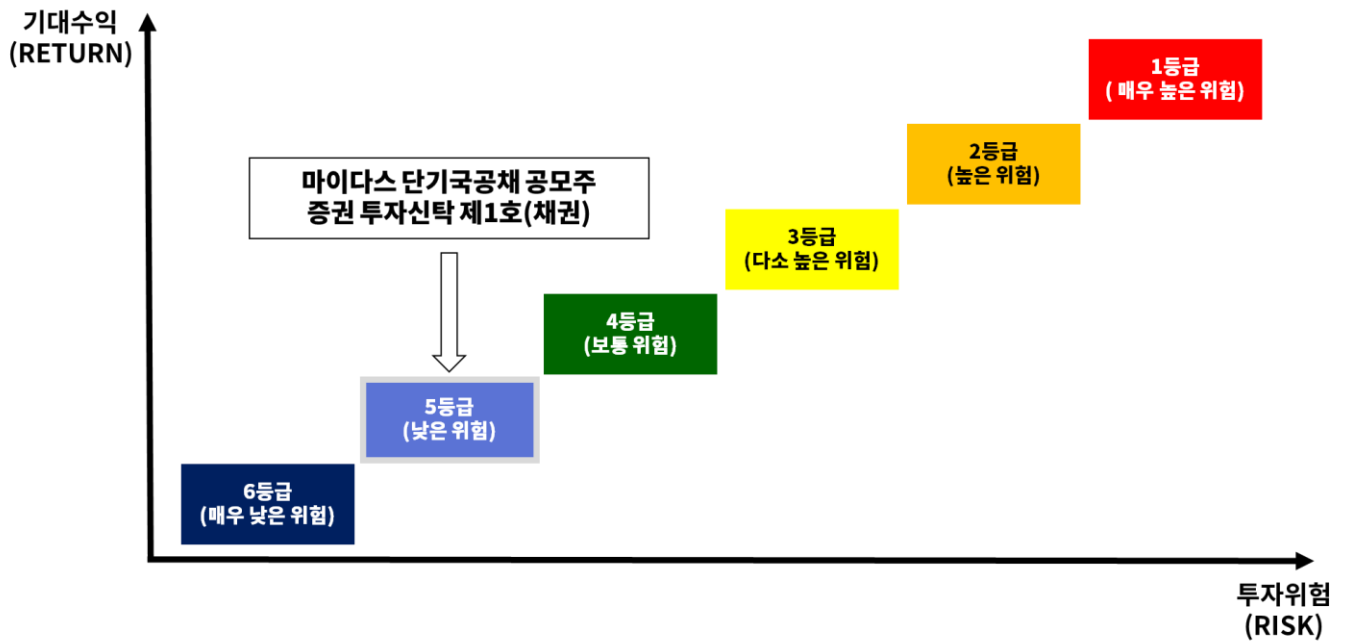 기대수익
(RETURN)
1등급
( 매우 높은 위험)
2등급
(높은 위험)
마이다스 단기국공채 공모주
증권 투자신탁 제1호(채권)
3등급
(다소 높은 위험)
4등급
(보통 위험)
5등급
(낮은 위험)
6등급
(매우 낮은 위험)
투자위험
(RISK)